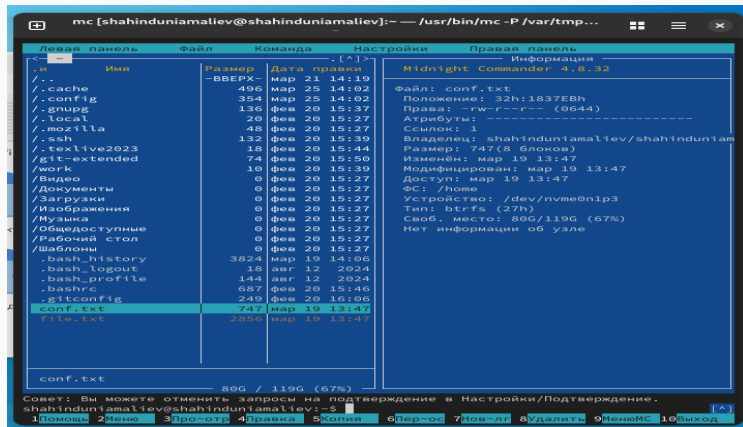 mc [shahinduniamaliev@shahinduniamaliev]:~ — /usr/bin/mc -P /var/tmp...
Левая панель Файл Команда Настройки Правая панель
<- ~ .[^]> Информация
.и Имя Размер Дата правки Midnight Commander 4.8.32
/.. -ВВЕРХ- мар 21 14:19
/.cache 496 мар 25 14:02 Файл: conf.txt
/.config 354 мар 25 14:02 Положение: 32h:1837EBh
/.gnupg 136 фев 20 15:37 Права: -rw-r--r-- (0644)
/.local 20 фев 20 15:27 Атрибуты: ----------------------
/.mozilla 48 фев 20 15:27 Ссылок: 1
/.ssh 132 фев 20 15:39 Владелец: shahinduniamaliev/shahinduniam
/.texlive2023 18 фев 20 15:44 Размер: 747(8 блоков)
/git-extended 74 фев 20 15:50 Изменён: мар 19 13:47
/work 10 фев 20 15:39 Модифицирован: мар 19 13:47
/Видео 0 фев 20 15:27 Доступ: мар 19 13:47
/Документы 0 фев 20 15:27 ФС: /home
/Загрузки 0 фев 20 15:27 Устройство: /dev/nvme0n1p3
/Изображения 0 фев 20 15:27 Тип: btrfs (27h)
/Музыка 0 фев 20 15:27 Своб. место: 80G/119G (67%)
/Общедоступные 0 фев 20 15:27 Нет информации об узле
/Рабочий стол 0 фев 20 15:27
/Шаблоны 0 фев 20 15:27
.bash_history 3824 мар 19 14:06
.bash_logout 18 авг 12 2024
.bash_profile 144 авг 12 2024
.bashrc 687 фев 20 15:46
.gitconfig 249 фев 20 16:06
conf.txt 747 мар 19 13:47
file.txt 2856 мар 19 13:47
conf.txt
80G / 119G (67%)
Совет: Вы можете отменить запросы на подтверждение в Настройки/Подтверждение.
shahinduniamaliev@shahinduniamaliev:~$ [^]
1Помощь 2Меню 3Про~отр 4Правка 5Копия 6Пер~ос 7Нов~лг 8Удалить 9МенюMC 10Выход